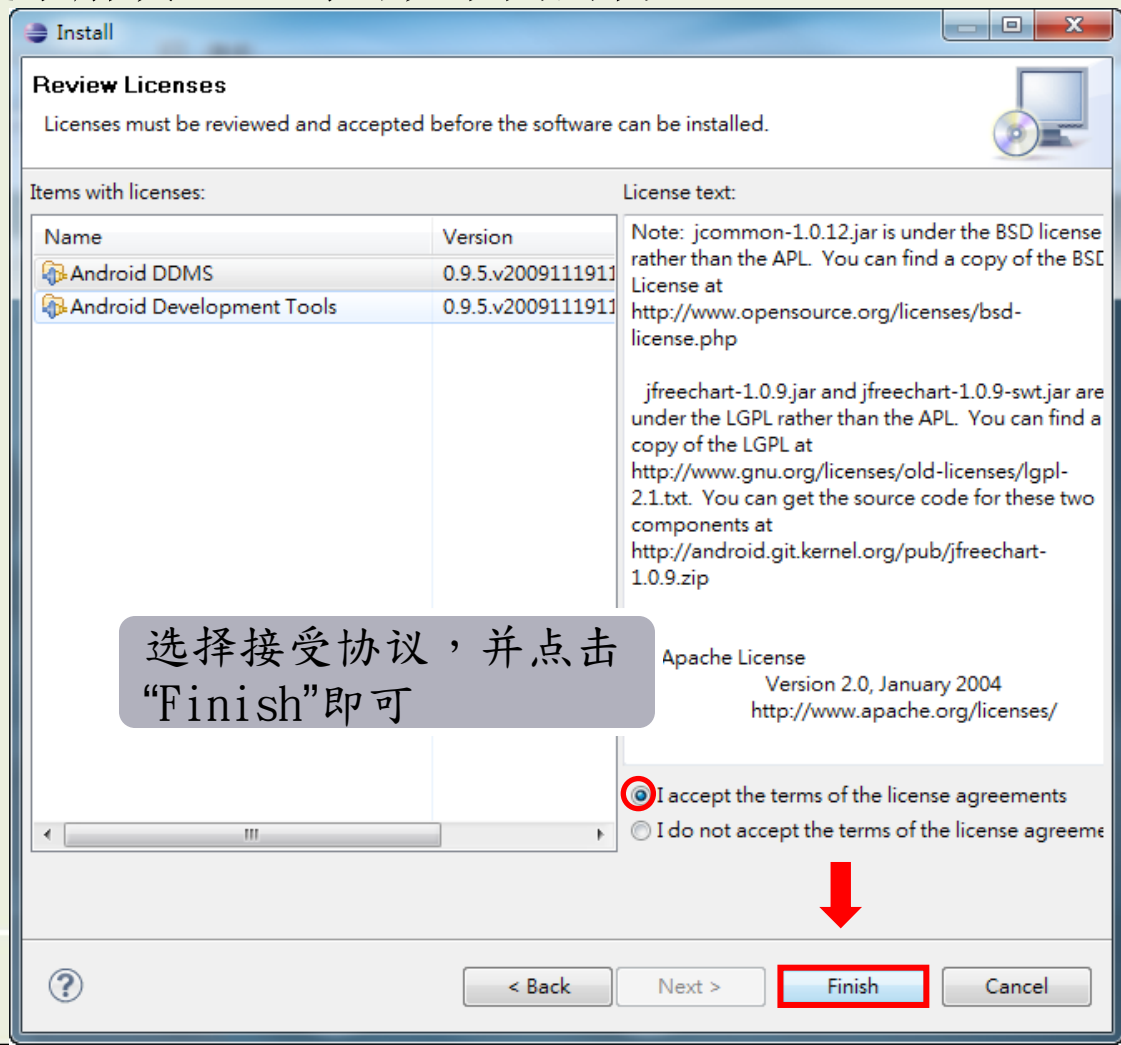 Install
Review Licenses
Licenses must be reviewed and accepted before the software can be installed.
Items with licenses:
License text:
Name
Version
Android DDMS
0.9.5.v2009111911
Android Development Tools
0.9.5.v2009111911
Note: jcommon-1.0.12.jar is under the BSD license
rather than the APL. You can find a copy of the BSD
License at
http://www.opensource.org/licenses/bsd-
license.php
jfreechart-1.0.9.jar and jfreechart-1.0.9-swt.jar are
under the LGPL rather than the APL. You can find a
copy of the LGPL at
http://www.gnu.org/licenses/old-licenses/lgpl-
2.1.txt. You can get the source code for these two
components at
http://android.git.kernel.org/pub/jfreechart-
1.0.9.zip
选择接受协议，并点击
“Finish”即可
Apache License
Version 2.0, January 2004
http://www.apache.org/licenses/
I accept the terms of the license agreements
I do not accept the terms of the license agreeme
< Back
Next >
Finish
Cancel